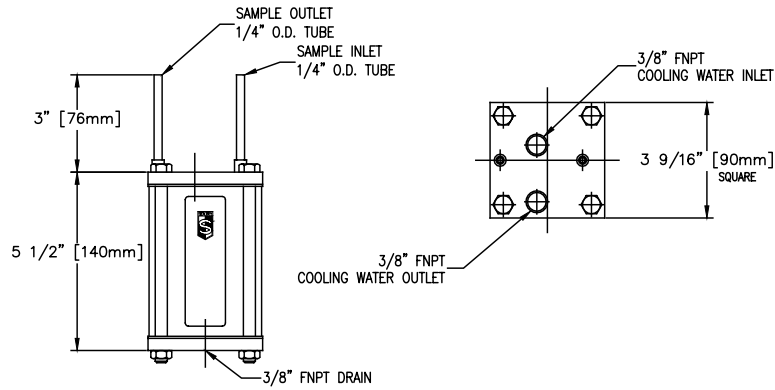 SAMPLE OUTLET
1/4" O.D. TUBE
SAMPLE INLET
1/4" O.D. TUBE
3" [76mm]
5 1/2" [140mm]
3/8" FNPT DRAIN
3/8" FNPT
COOLING WATER INLET
3 9/16" [90mm]
SQUARE
3/8" FNPT
COOLING WATER OUTLET